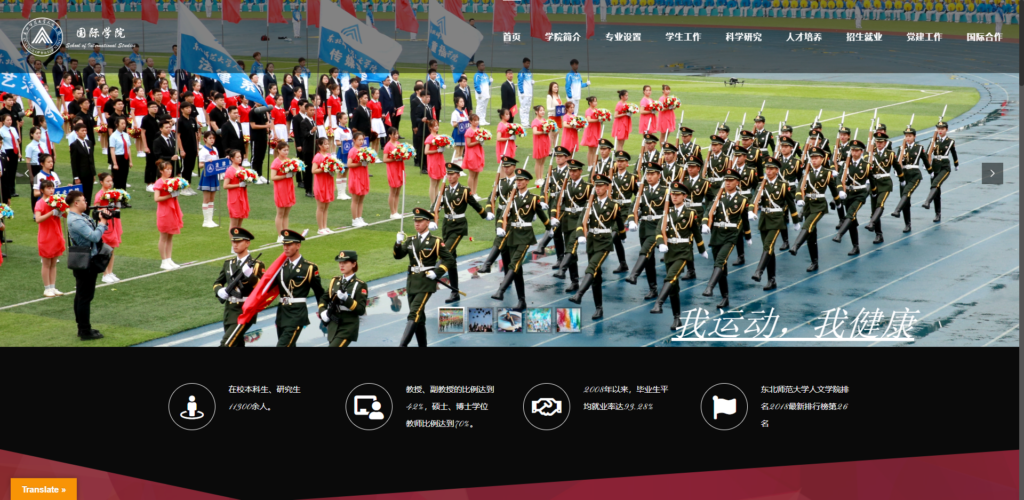 国际学院
School of International Studies
首页
学院简介
专业设置
学生工作
科学研究
人才培养
招生就业
党建工作
国际合作
我运动，我健康
在校本科生、研究生
11300余人。
教授、副教授的比例达到
42%，硕士、博士学位
教师比例达到70%。
2008年以来，毕业生平
均就业率达93.28%
东北师范大学人文学院排
名2018最新排行榜第26
名
Translate »